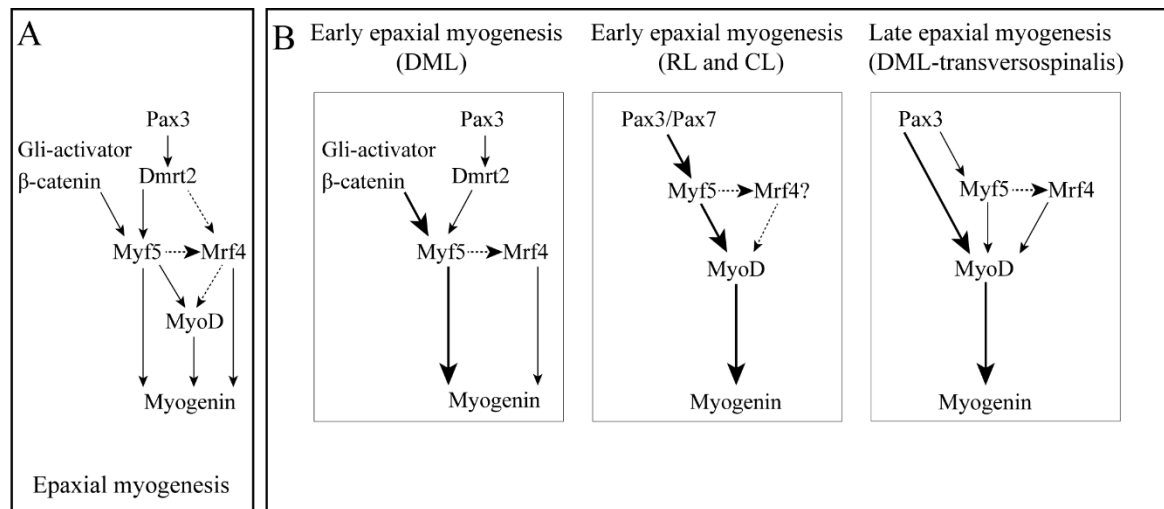 A
Pax3
Gli-activator
β-catenin
Dmrt2
Myf5
Mrf4
MyoD
Myogenin
Epaxial myogenesis
B
Early epaxial myogenesis
(DML)
Pax3
Gli-activator
β-catenin
Dmrt2
Myf5
Mrf4
Myogenin
Early epaxial myogenesis
(RL and CL)
Pax3/Pax7
Myf5
Mrf4?
MyoD
Myogenin
Late epaxial myogenesis
(DML-transversospinalis)
Pax3
Myf5
Mrf4
MyoD
Myogenin